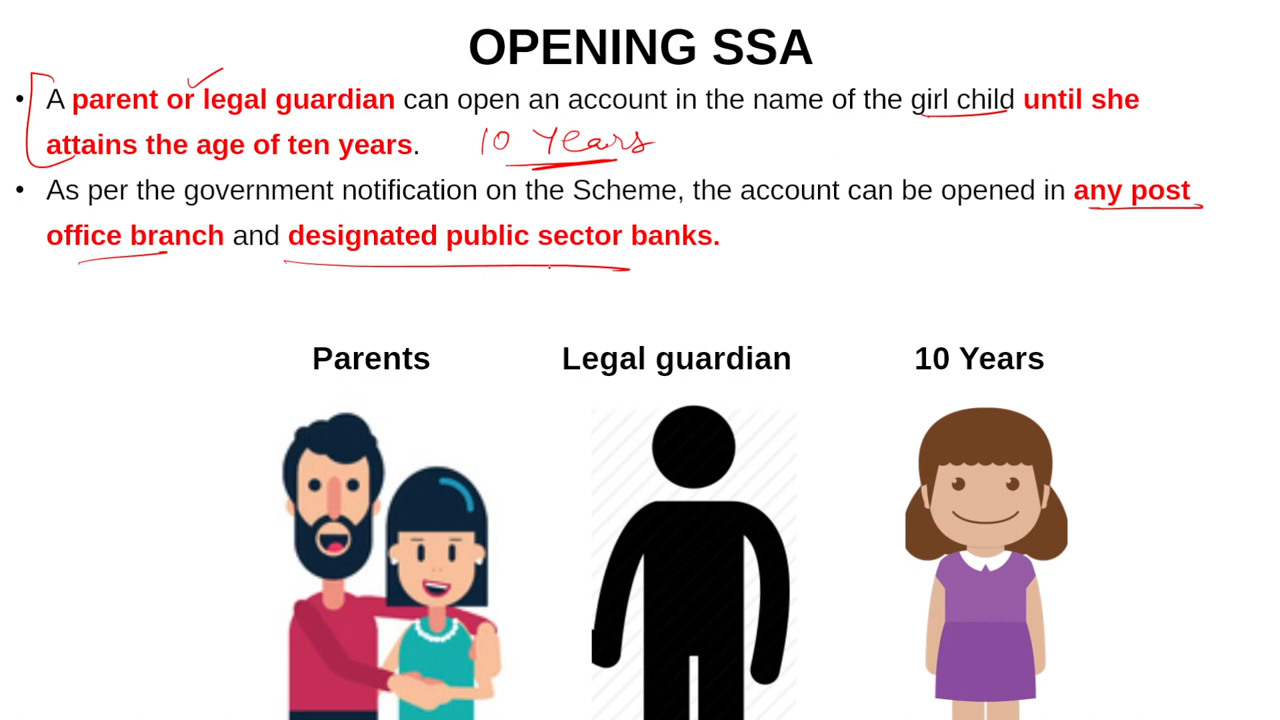 OPENING SSA
• A parent or legal guardian can open an account in the name of the girl child until she
attains the age of ten years. 10 Years
• As per the government notification on the Scheme, the account can be opened in any post
office branch and designated public sector banks.
Parents Legal guardian 10 Years